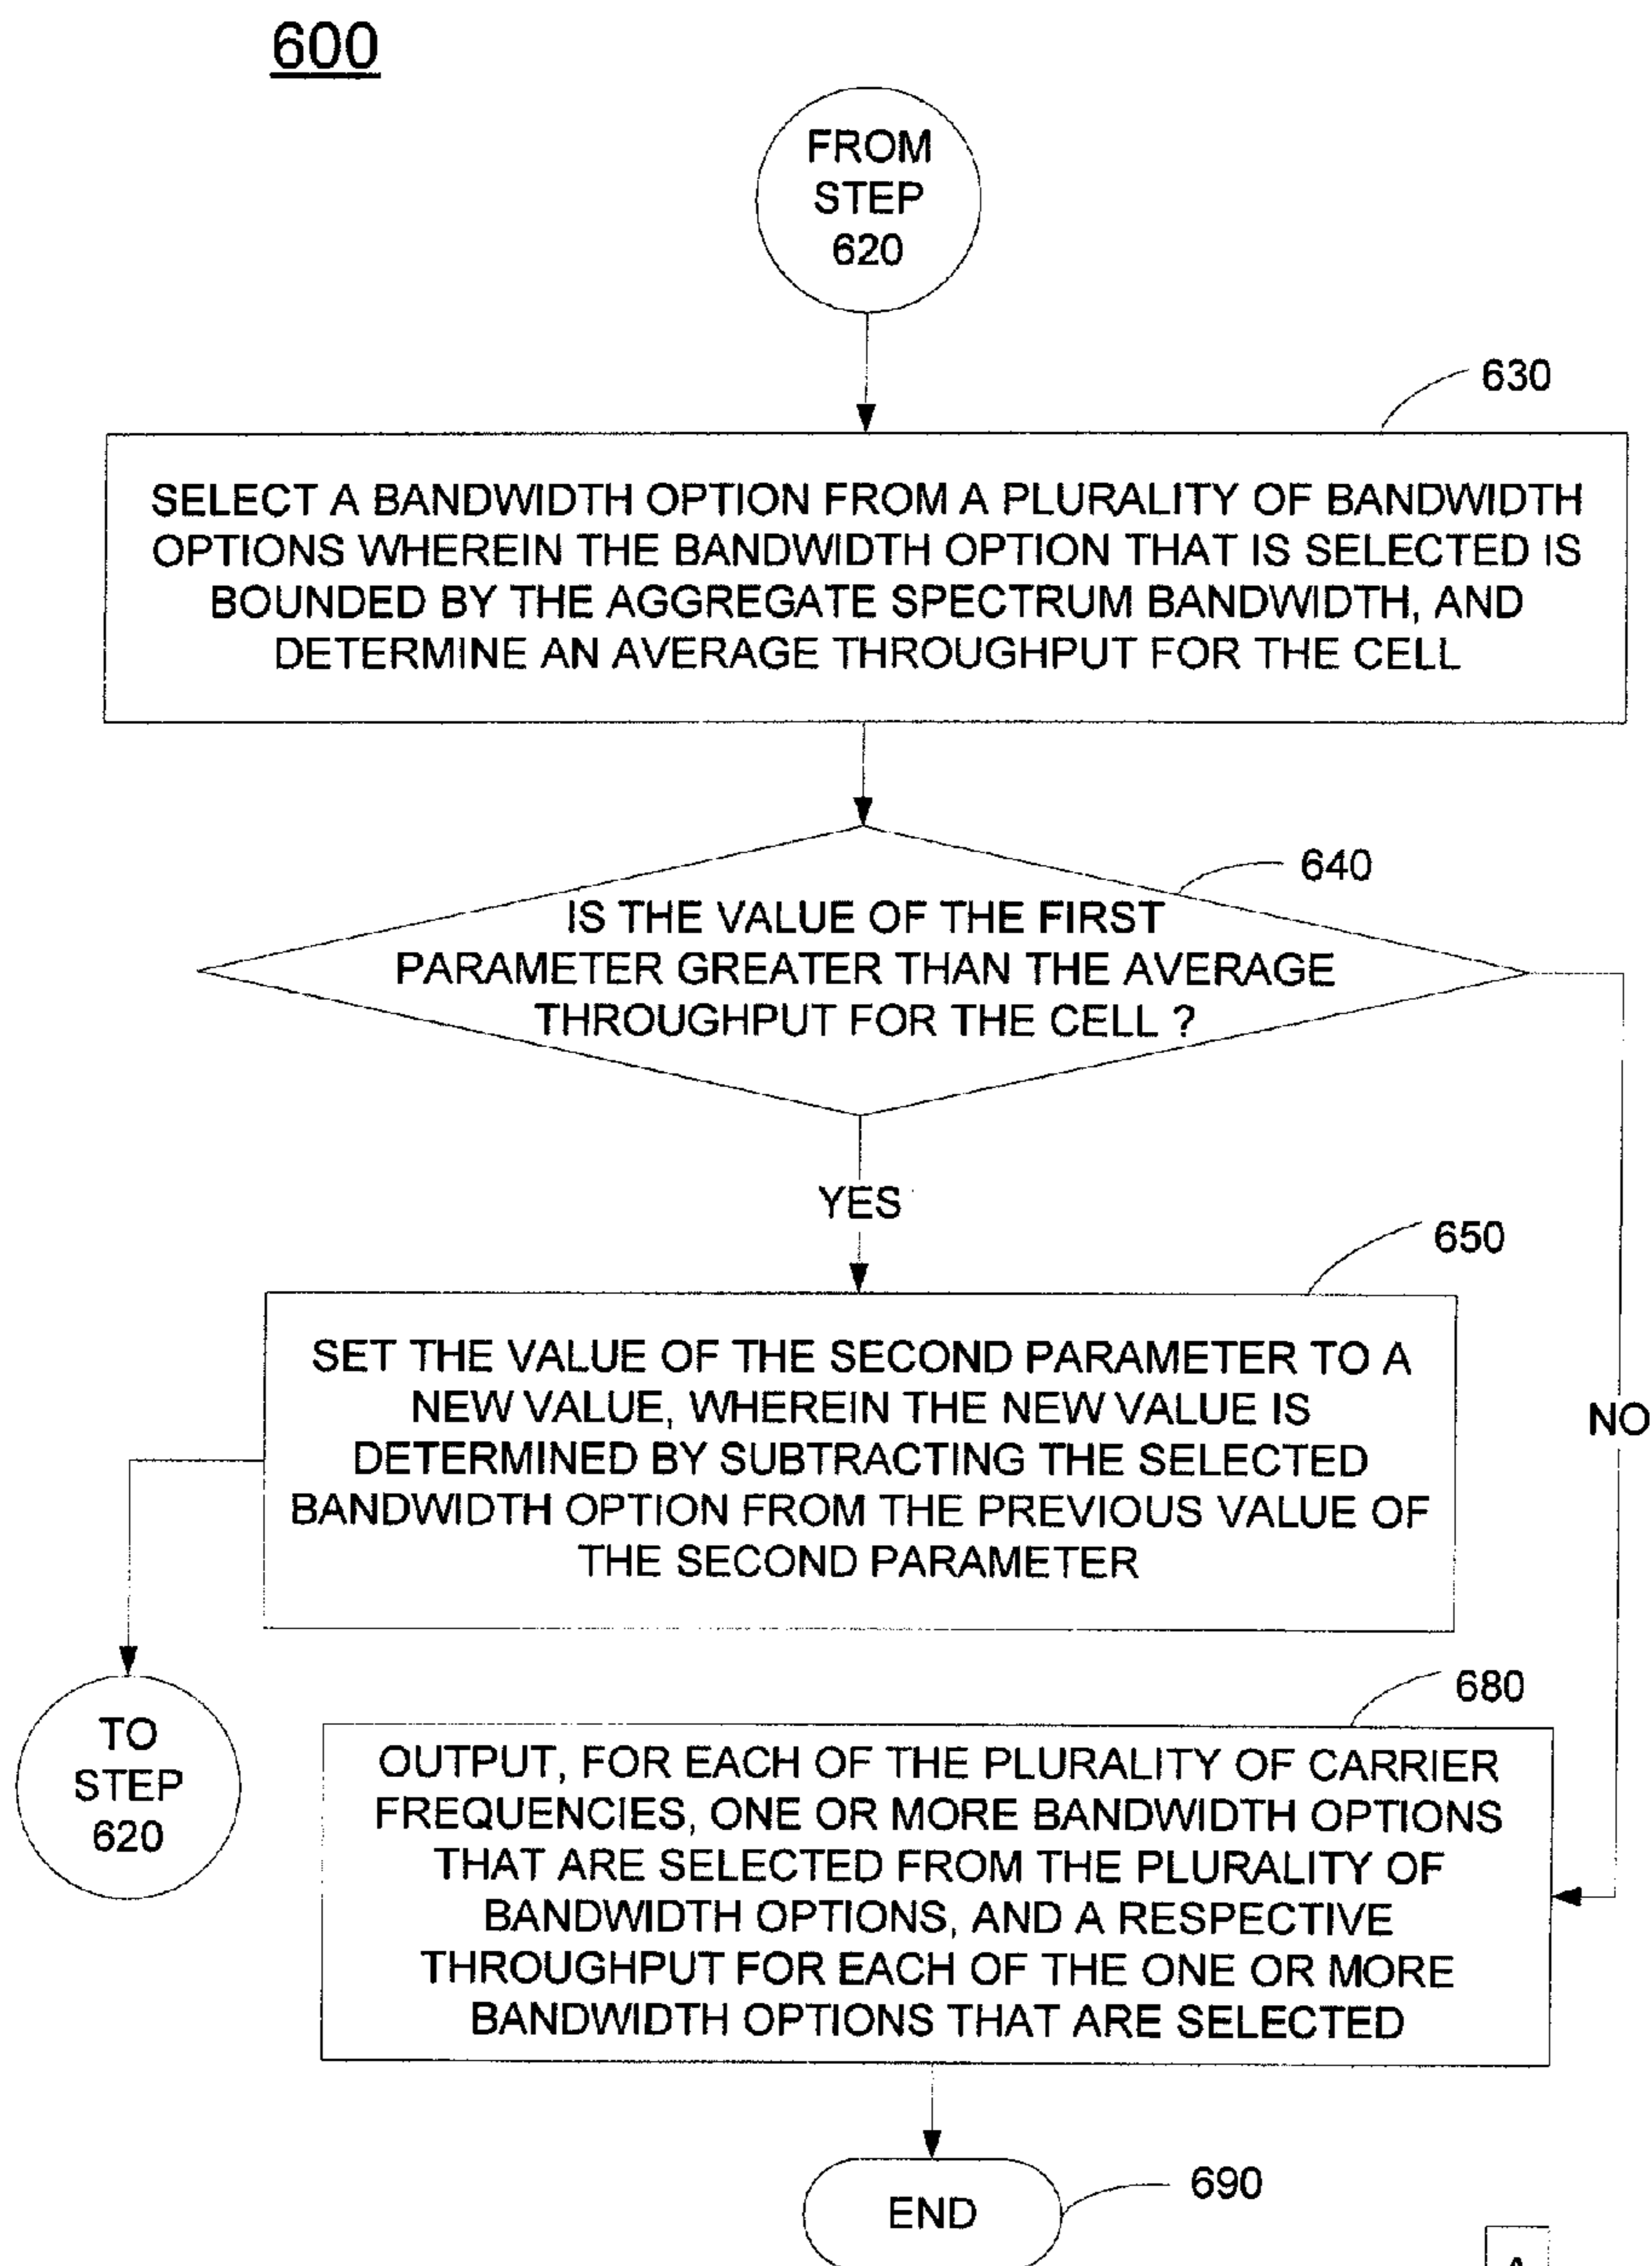 600
FROM
STEP
620
630
SELECT A BANDWIDTH OPTION FROM A PLURALITY OF BANDWIDTH
OPTIONS WHEREIN THE BANDWIDTH OPTION THAT IS SELECTED IS
BOUNDED BY THE AGGREGATE SPECTRUM BANDWIDTH, AND
DETERMINE AN AVERAGE THROUGHPUT FOR THE CELL
640
IS THE VALUE OF THE FIRST
PARAMETER GREATER THAN THE AVERAGE
THROUGHPUT FOR THE CELL ?
YES
650
SET THE VALUE OF THE SECOND PARAMETER TO A
NEW VALUE, WHEREIN THE NEW VALUE IS
DETERMINED BY SUBTRACTING THE SELECTED
BANDWIDTH OPTION FROM THE PREVIOUS VALUE OF
THE SECOND PARAMETER
NO
TO
STEP
620
680
OUTPUT, FOR EACH OF THE PLURALITY OF CARRIER
FREQUENCIES, ONE OR MORE BANDWIDTH OPTIONS
THAT ARE SELECTED FROM THE PLURALITY OF
BANDWIDTH OPTIONS, AND A RESPECTIVE
THROUGHPUT FOR EACH OF THE ONE OR MORE
BANDWIDTH OPTIONS THAT ARE SELECTED
END
690